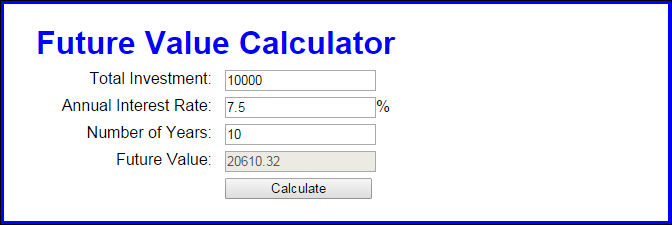 Future Value Calculator
Total Investment: 10000
Annual Interest Rate: 7.5 %
Number of Years: 10
Future Value: 20610.32
Calculate